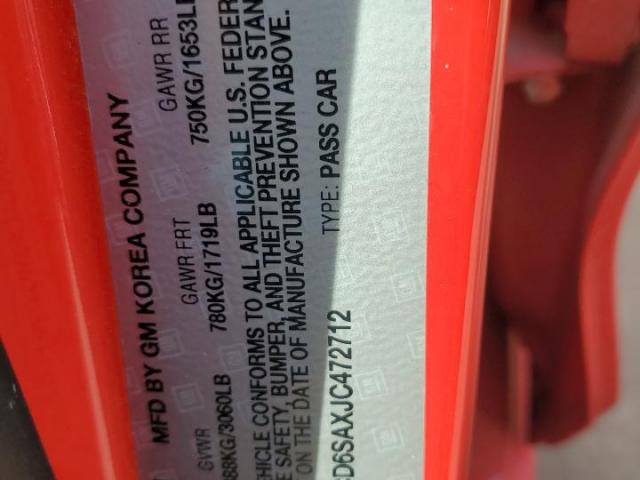 MFD BY GM KOREA COMPANY
GVWR GAWR FRT GAWR RR
88KG/3060LB 780KG/1719LB 750KG/1653LB
EHICLE CONFORMS TO ALL APPLICABLE U.S. FEDER
E SAFETY, BUMPER, AND THEFT PREVENTION STAN
T ON THE DATE OF MANUFACTURE SHOWN ABOVE.
D6SAXJC472712 TYPE: PASS CAR